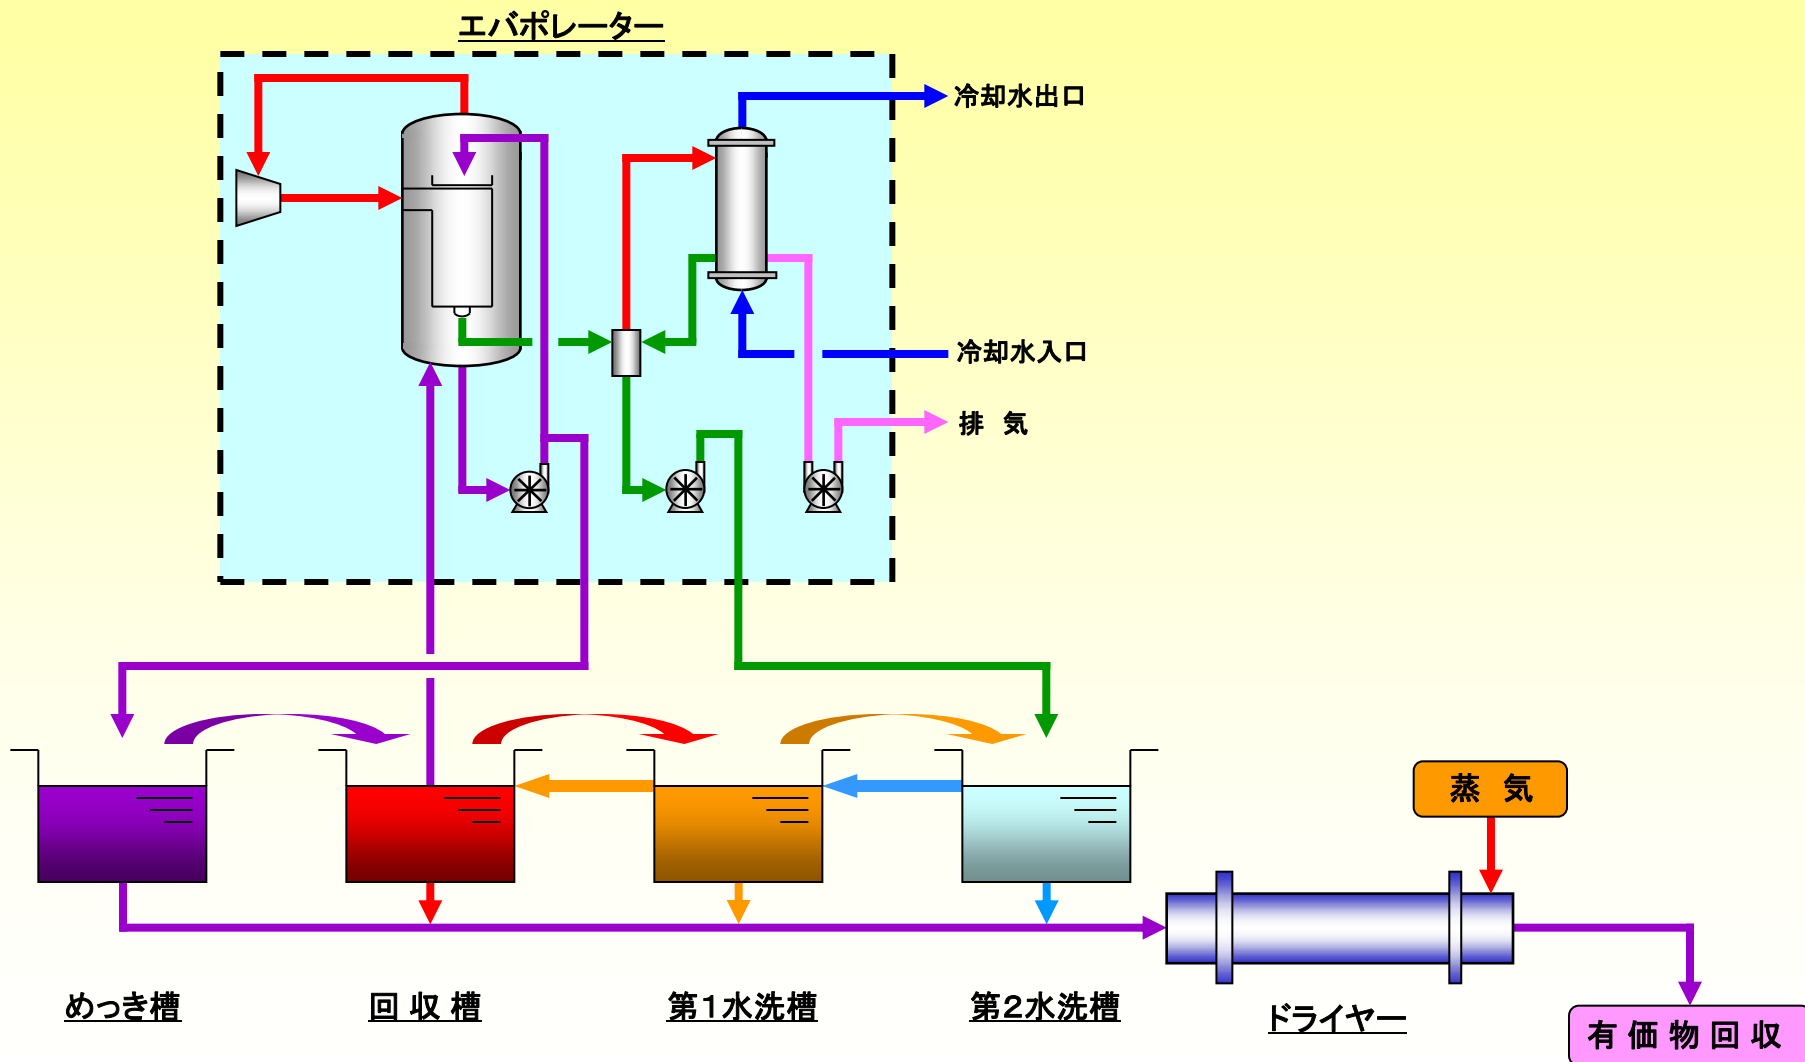 エバポレーター
冷却水出口
冷却水入口
排 気
蒸 気
めっき槽
回 収 槽
第1水洗槽
第2水洗槽
ドライヤー
有 価 物 回 収